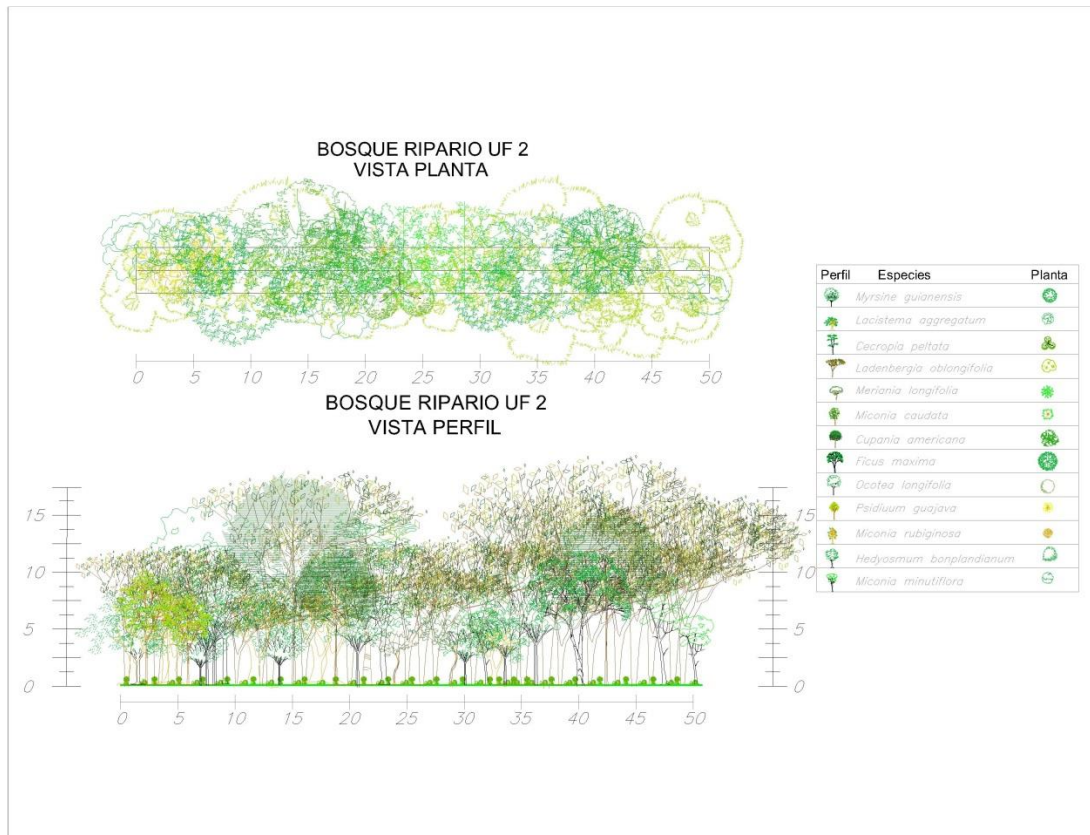 BOSQUE RIPARIO UF 2
VISTA PLANTA
0 5 10 15 20 25 30 35 40 45 50
BOSQUE RIPARIO UF 2
VISTA PERFIL
15 15
10 10
5 5
0 0
0 5 10 15 20 25 30 35 40 45 50
Perfil Especies Planta
Myrsine guianensis
Lacistema aggregatum
Cecropia peltata
Ladenbergia oblongifolia
Meriania longifolia
Miconia caudata
Cupania americana
Ficus maxima
Ocotea longifolia
Psidiuum guajava
Miconia rubiginosa
Hedyosmum bonplandianum
Miconia minutiflora